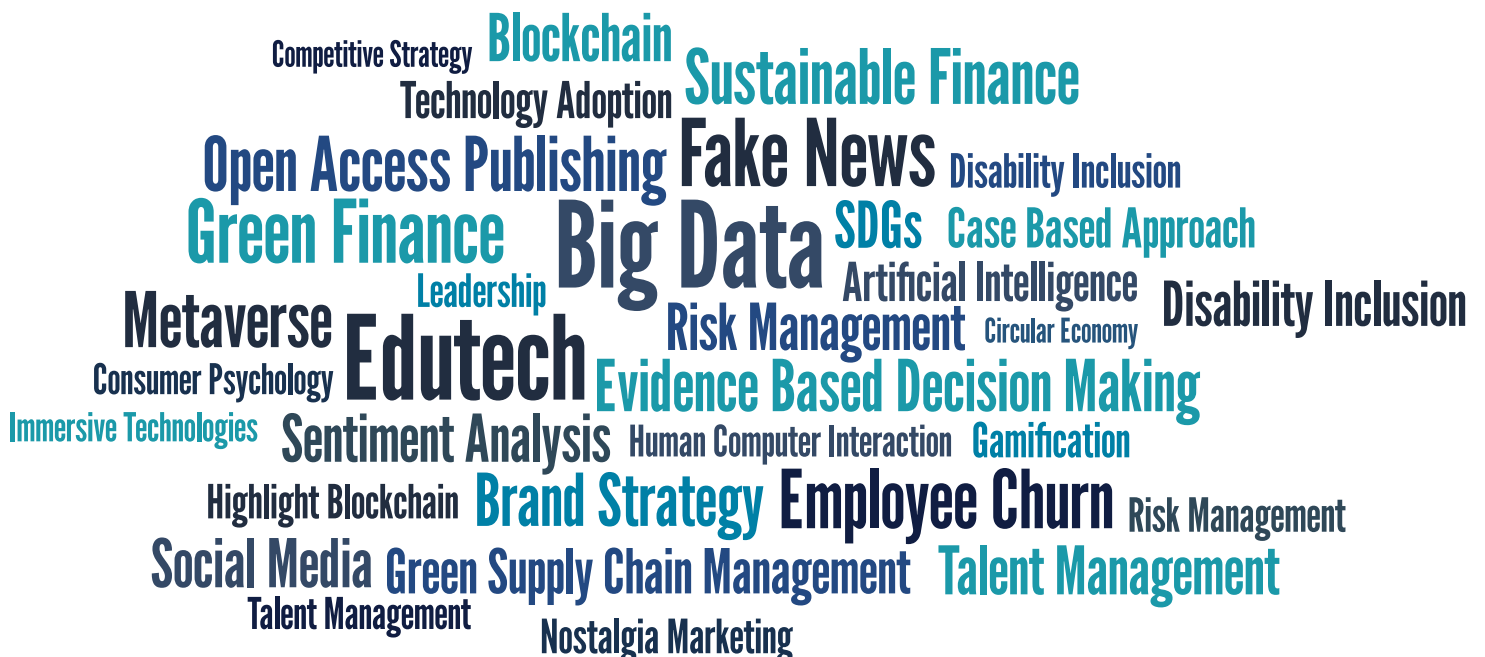 Competitive Strategy Blockchain
Technology Adoption Sustainable Finance
Open Access Publishing Fake News Disability Inclusion
Green Finance Big Data SDGs Case Based Approach
Leadership Artificial Intelligence
Metaverse Edutech Risk Management Circular Economy Disability Inclusion
Consumer Psychology Evidence Based Decision Making
Immersive Technologies Sentiment Analysis Human Computer Interaction Gamification
Highlight Blockchain Brand Strategy Employee Churn Risk Management
Social Media Green Supply Chain Management Talent Management
Talent Management
Nostalgia Marketing